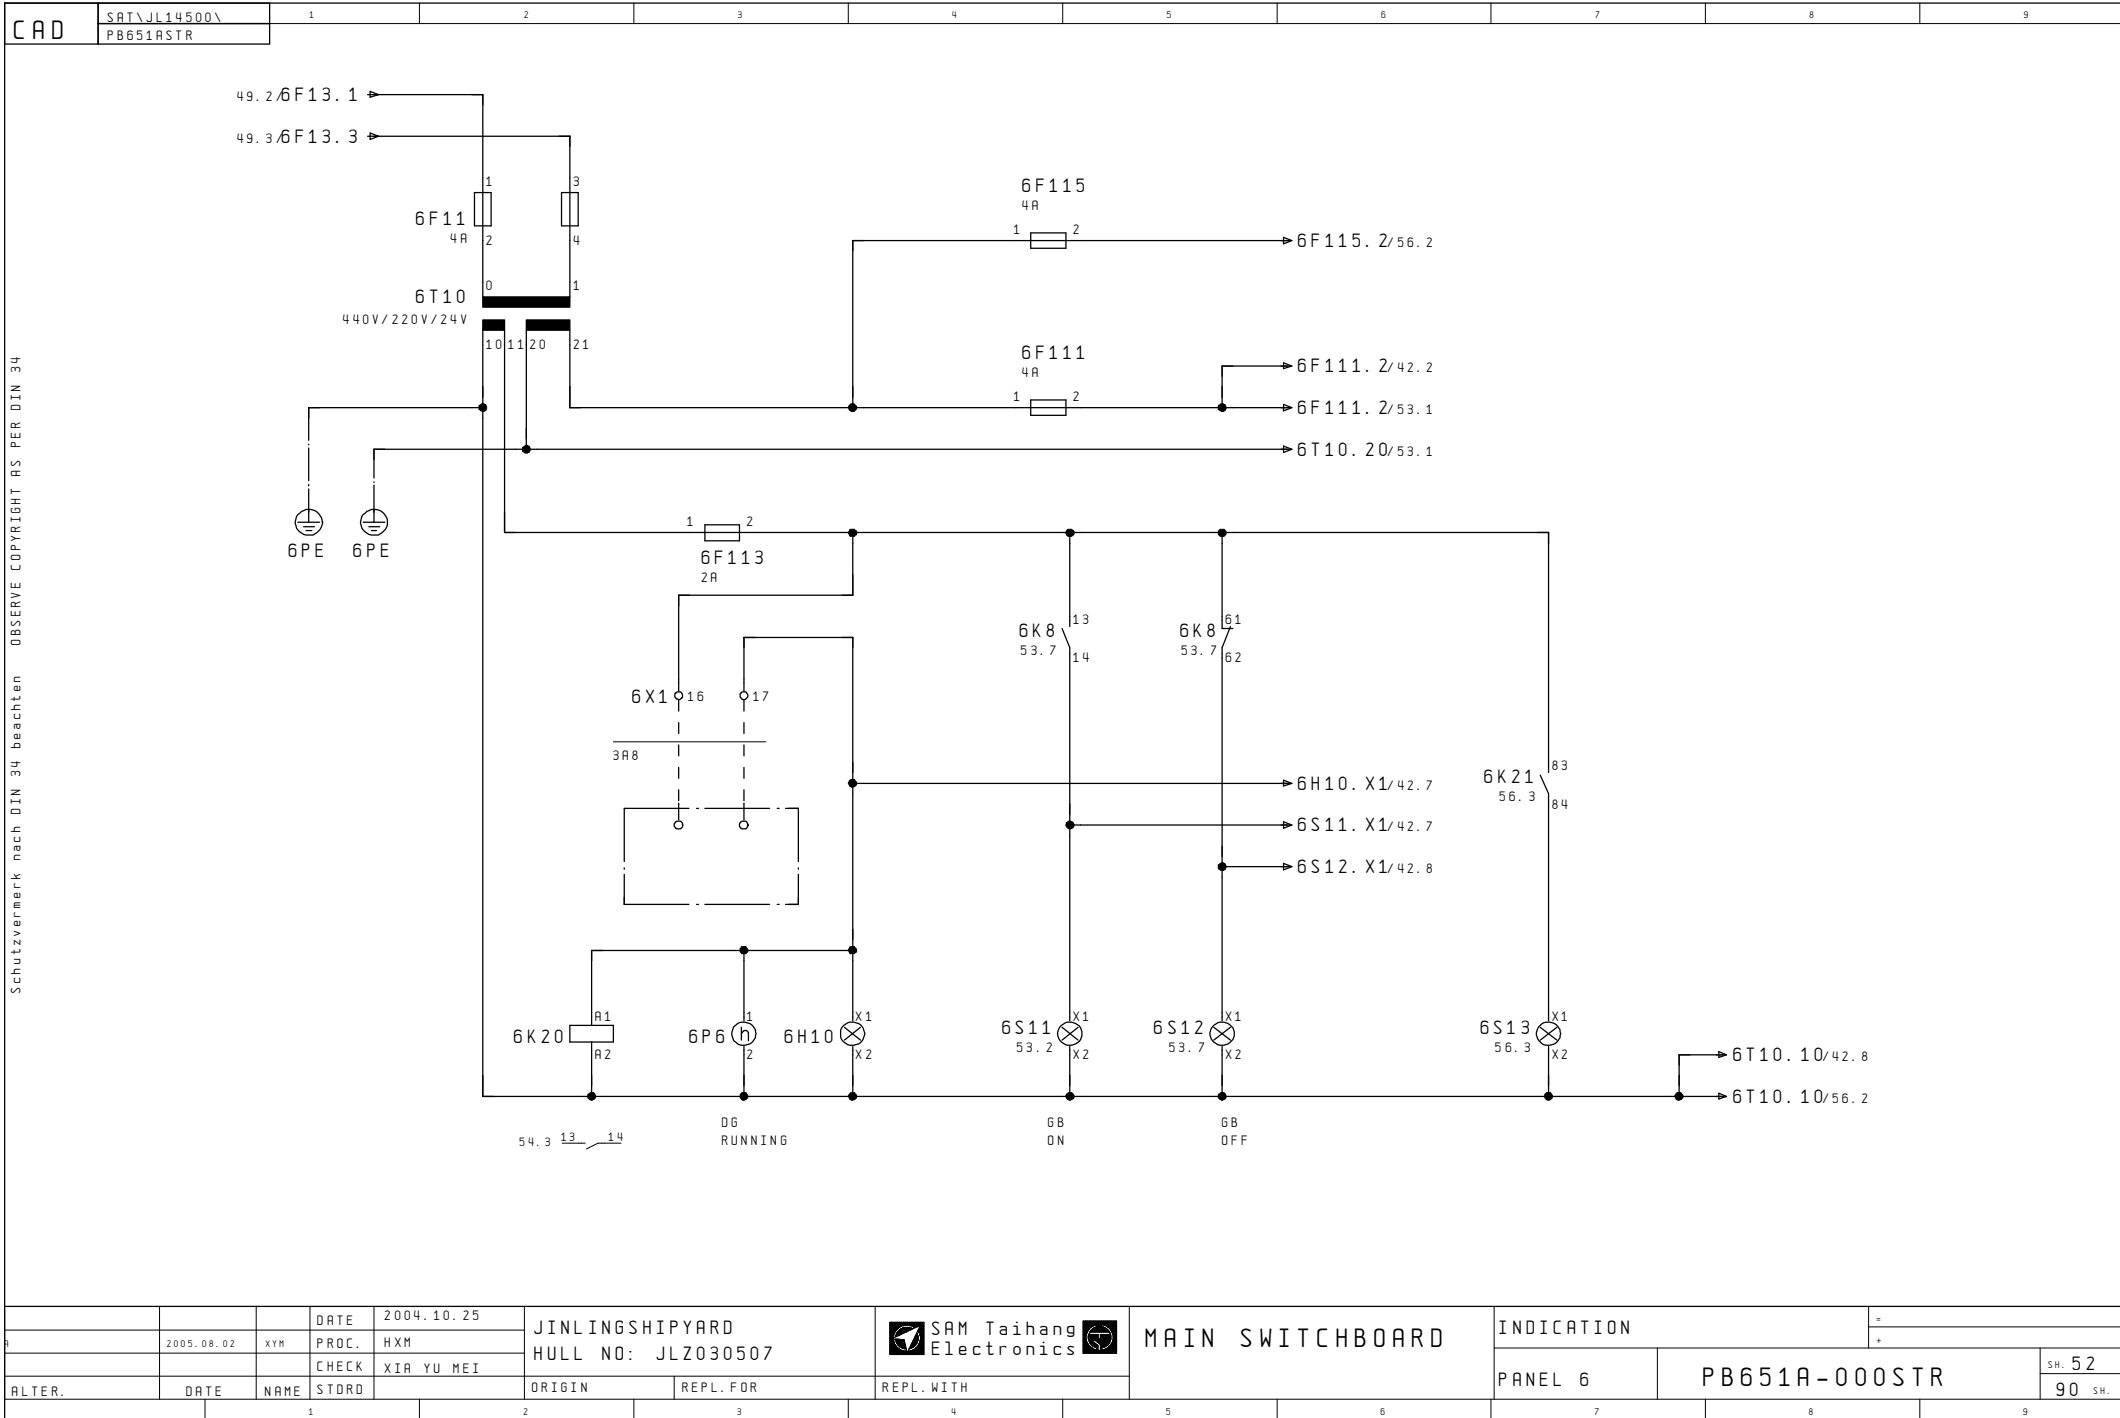 CAD
SAT\JL14500\
PB651ASTR
1 2 3 4 5 6 7 8 9
49.2/6F13.1
49.3/6F13.3
1 3
6F11
4A
2 4
6F115
4A
1 2
6F115.2/56.2
0 1
6T10
440V/220V/24V
10 11 20 21
6F111
4A
1 2
6F111.2/42.2
6F111.2/53.1
6T10.20/53.1
6PE 6PE
1 2
6F113
2A
6K8
53.7
13
14
6K8
53.7
61
62
6X1 16 17
3A8
6H10.X1/42.7
6S11.X1/42.7
6S12.X1/42.8
6K21
56.3
83
84
6K20
A1
A2
6P6
1
h
2
6H10
X1
X2
6S11
53.2
X1
X2
6S12
53.7
X1
X2
6S13
56.3
X1
X2
6T10.10/42.8
6T10.10/56.2
54.3 13 14
DG
RUNNING
GB
ON
GB
OFF
Schutzvermerk nach DIN 34 beachten OBSERVE COPYRIGHT AS PER DIN 34
DATE 2004.10.25
2005.08.02 XYM PROC. HXM
CHECK XIA YU MEI
ALTER. DATE NAME STDRD
JINLINGSHIPYARD
HULL NO: JLZ030507
ORIGIN REPL.FOR REPL.WITH
SAM Taihang
Electronics
MAIN SWITCHBOARD
INDICATION
=
+
PANEL 6
PB651A-000STR
SH. 52
90 SH.
1 2 3 4 5 6 7 8 9